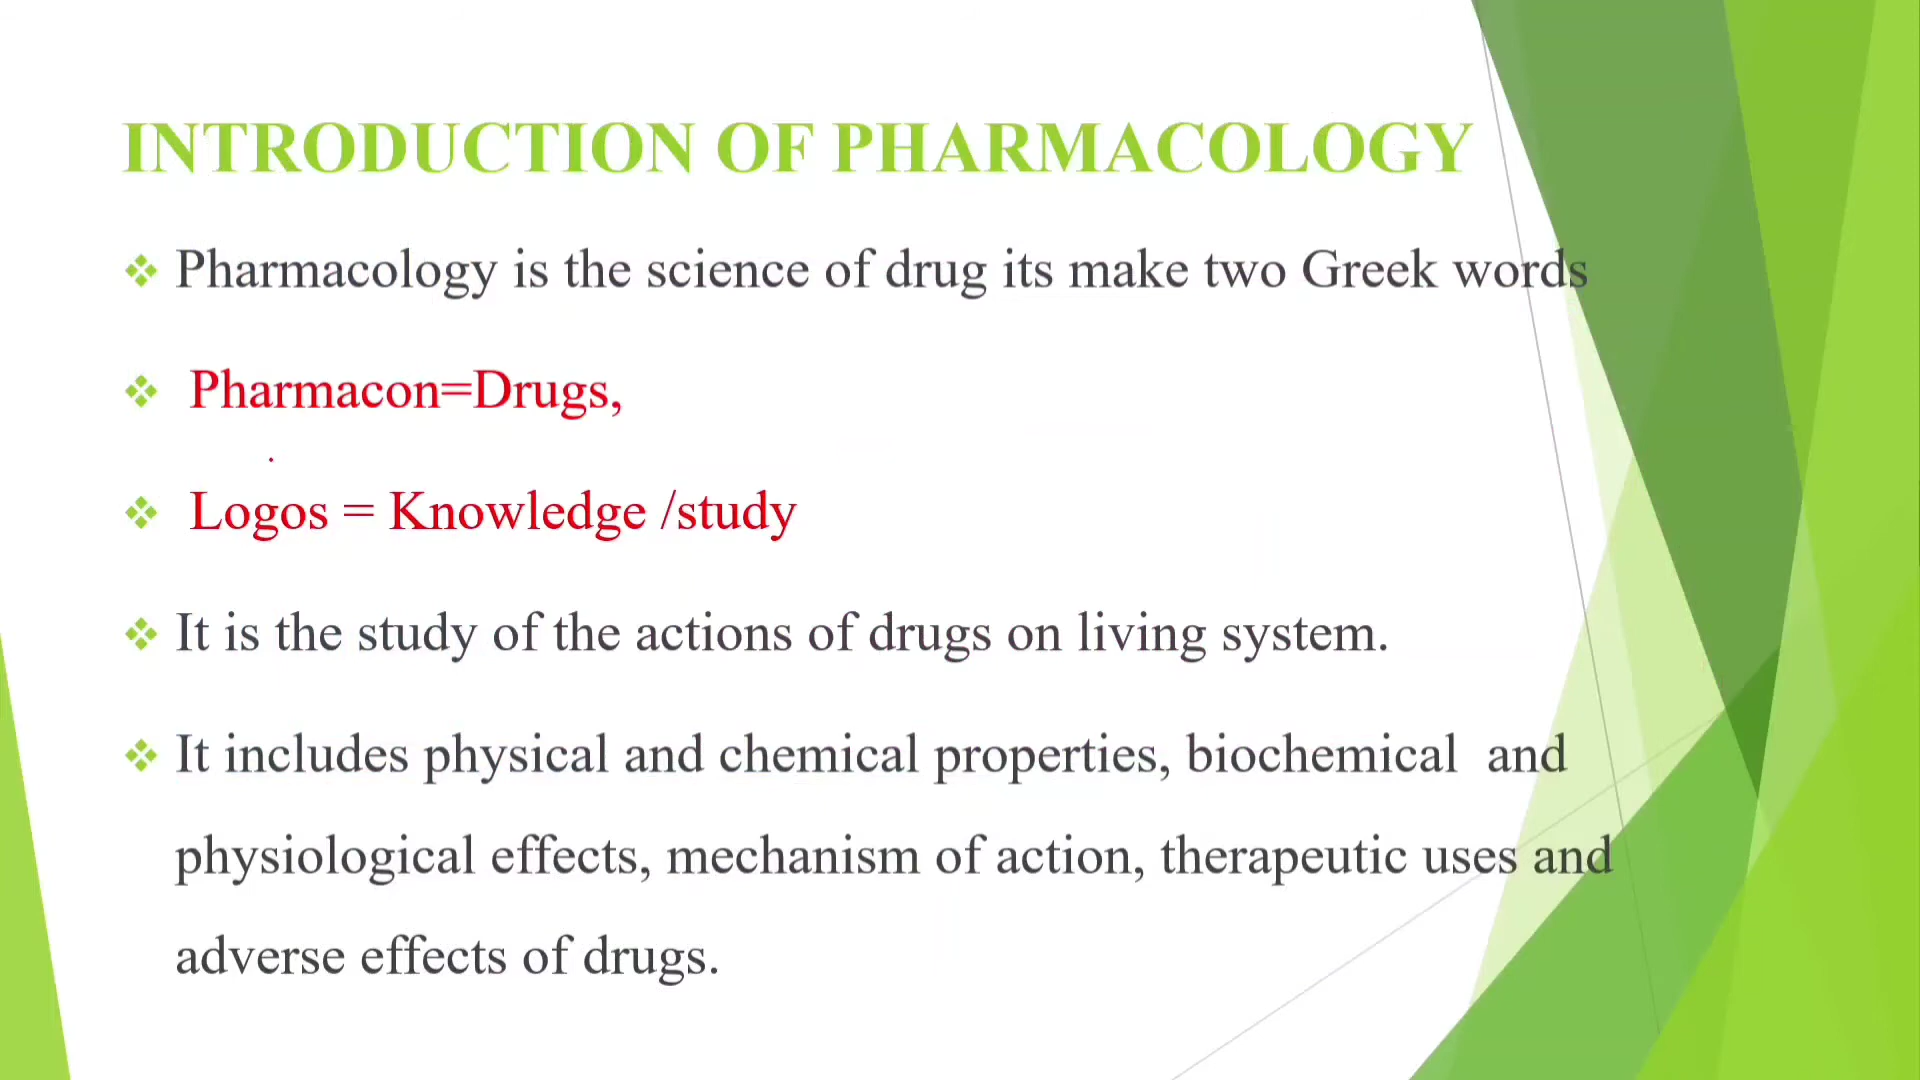 INTRODUCTION OF PHARMACOLOGY
Pharmacology is the science of drug its make two Greek words
Pharmacon=Drugs,
Logos = Knowledge /study
It is the study of the actions of drugs on living system.
It includes physical and chemical properties, biochemical  and
physiological effects, mechanism of action, therapeutic uses and
adverse effects of drugs.